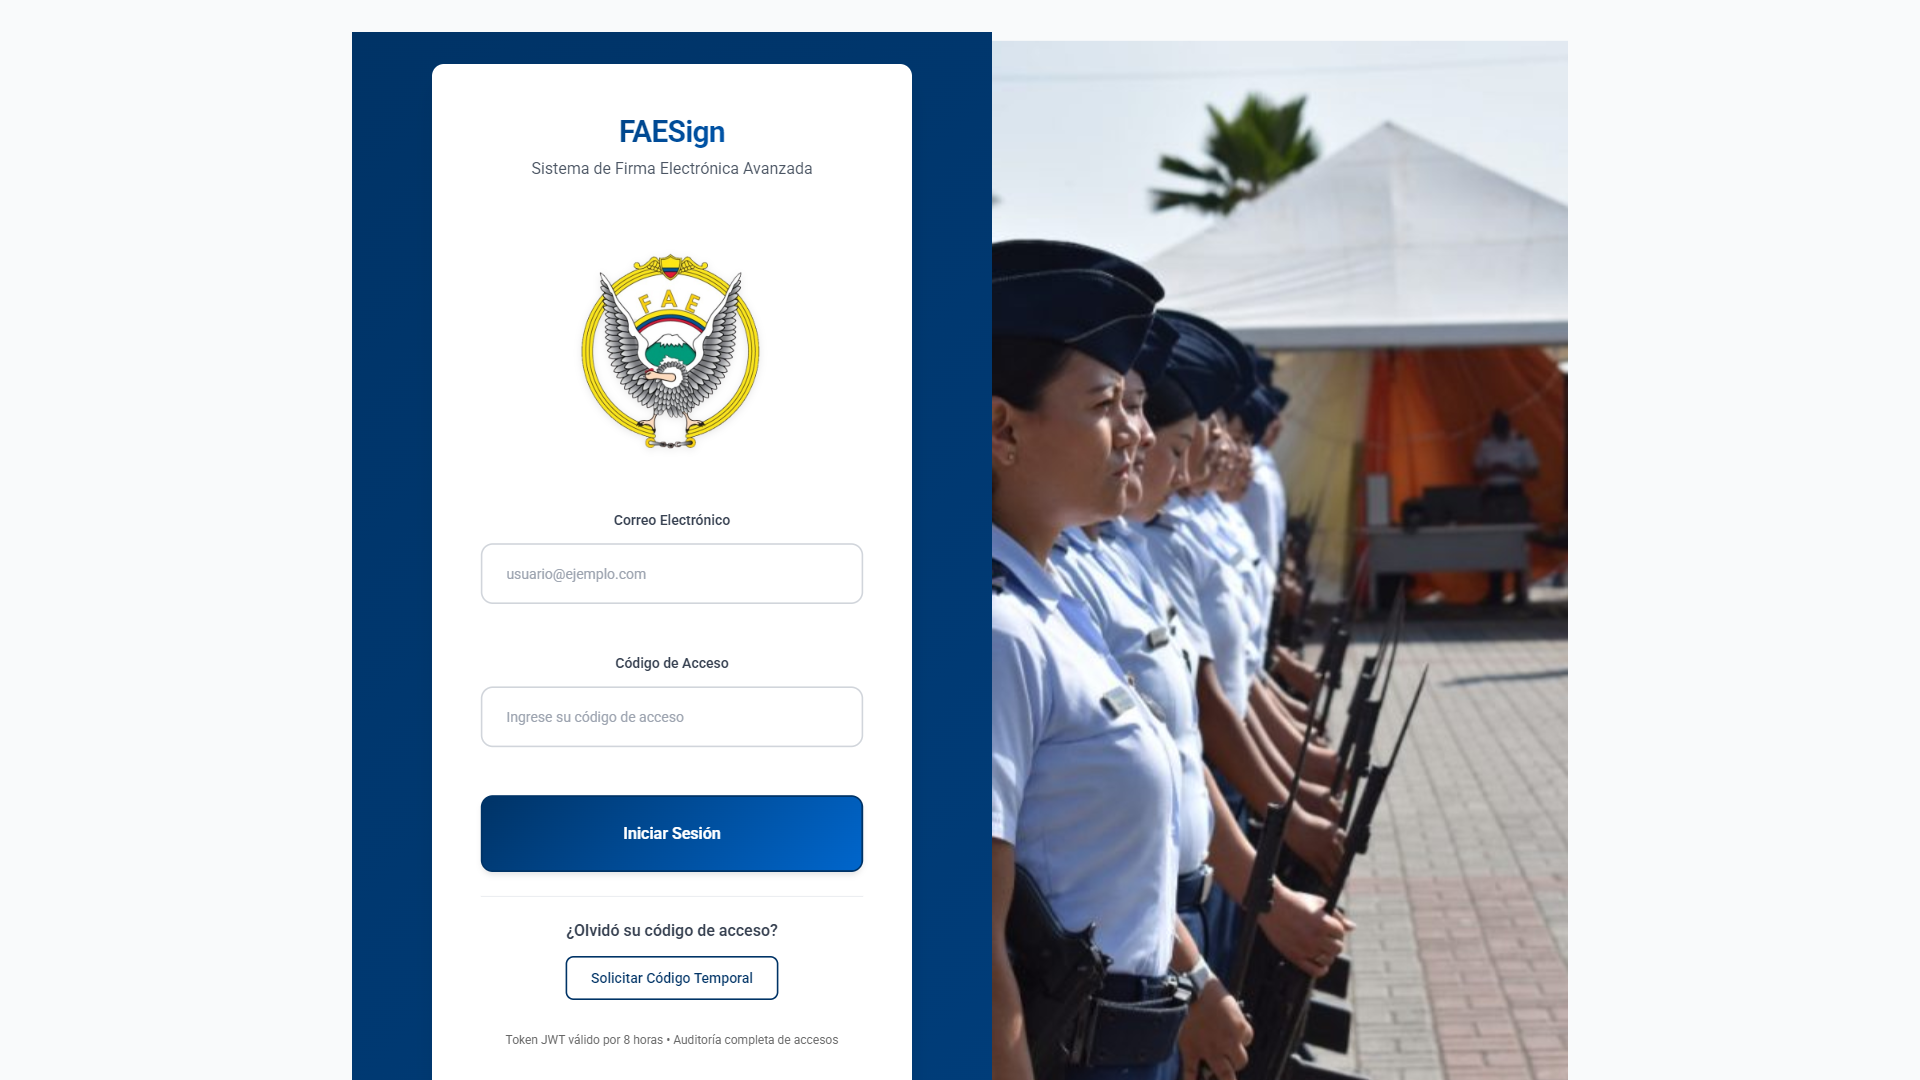 FAESign
Sistema de Firma Electrónica Avanzada
FAE
Correo Electrónico
usuario@ejemplo.com
Código de Acceso
Ingrese su código de acceso
Iniciar Sesión
¿Olvidó su código de acceso?
Solicitar Código Temporal
Token JWT válido por 8 horas • Auditoría completa de accesos